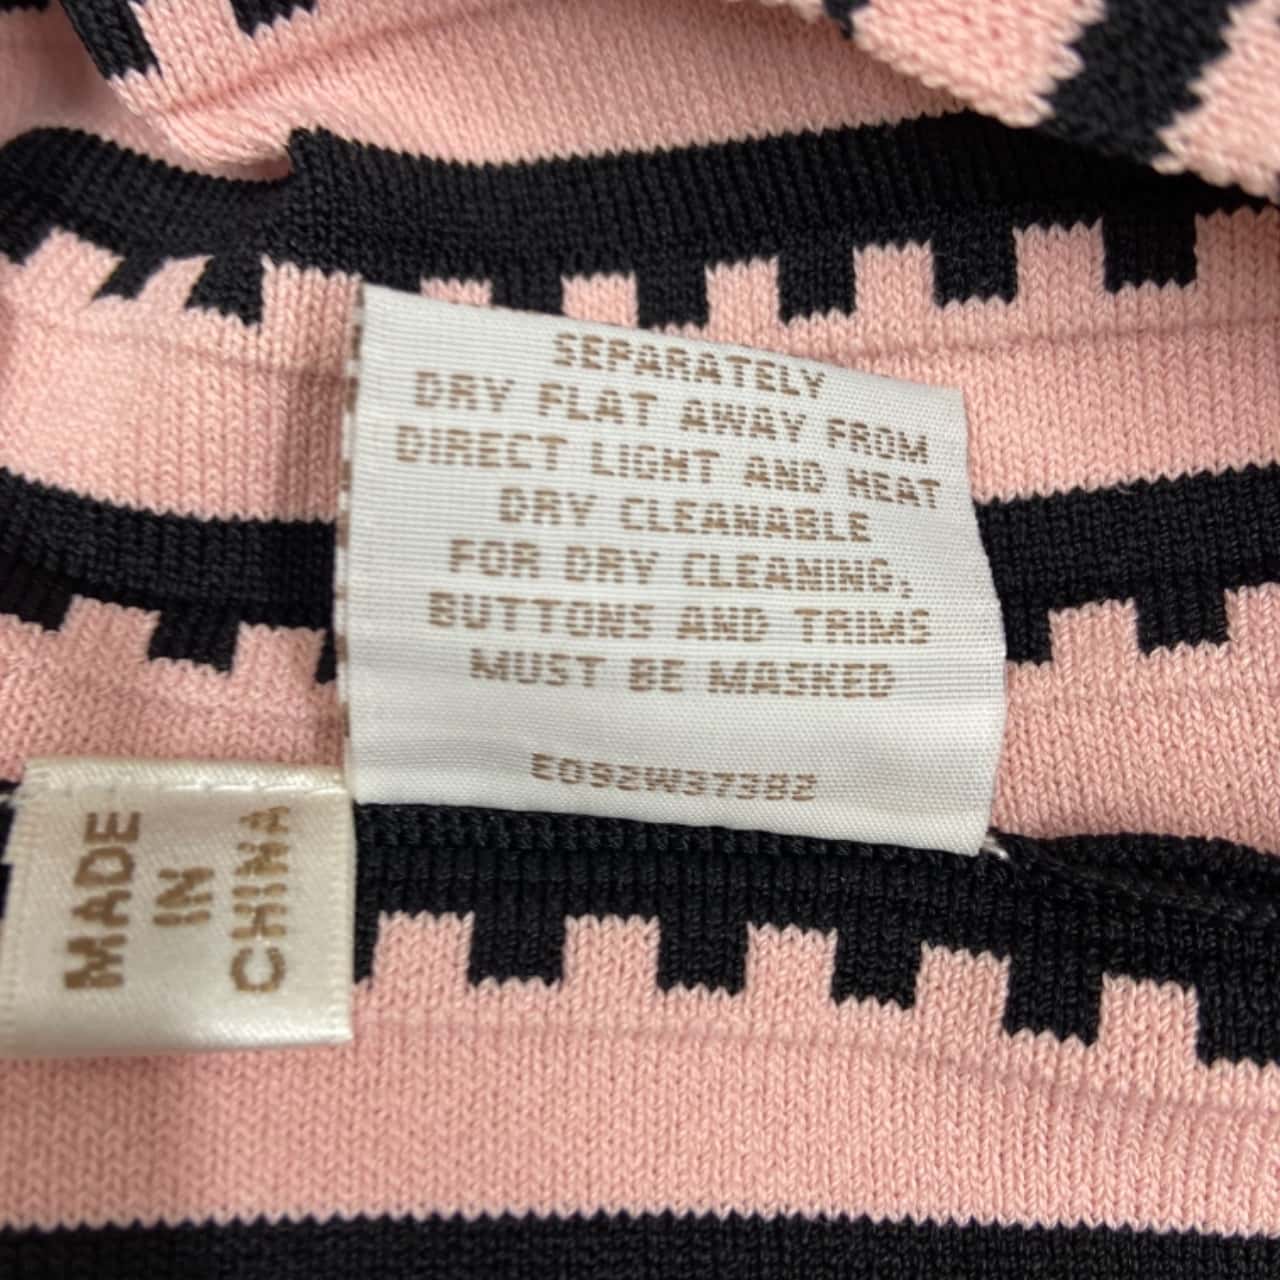 SEPARATELY
DRY FLAT AWAY FROM
DIRECT LIGHT AND HEAT
DRY CLEANABLE
FOR DRY CLEANING,
BUTTONS AND TRIMS
MUST BE MASKED
E092W37382
MADE
IN
CHINA